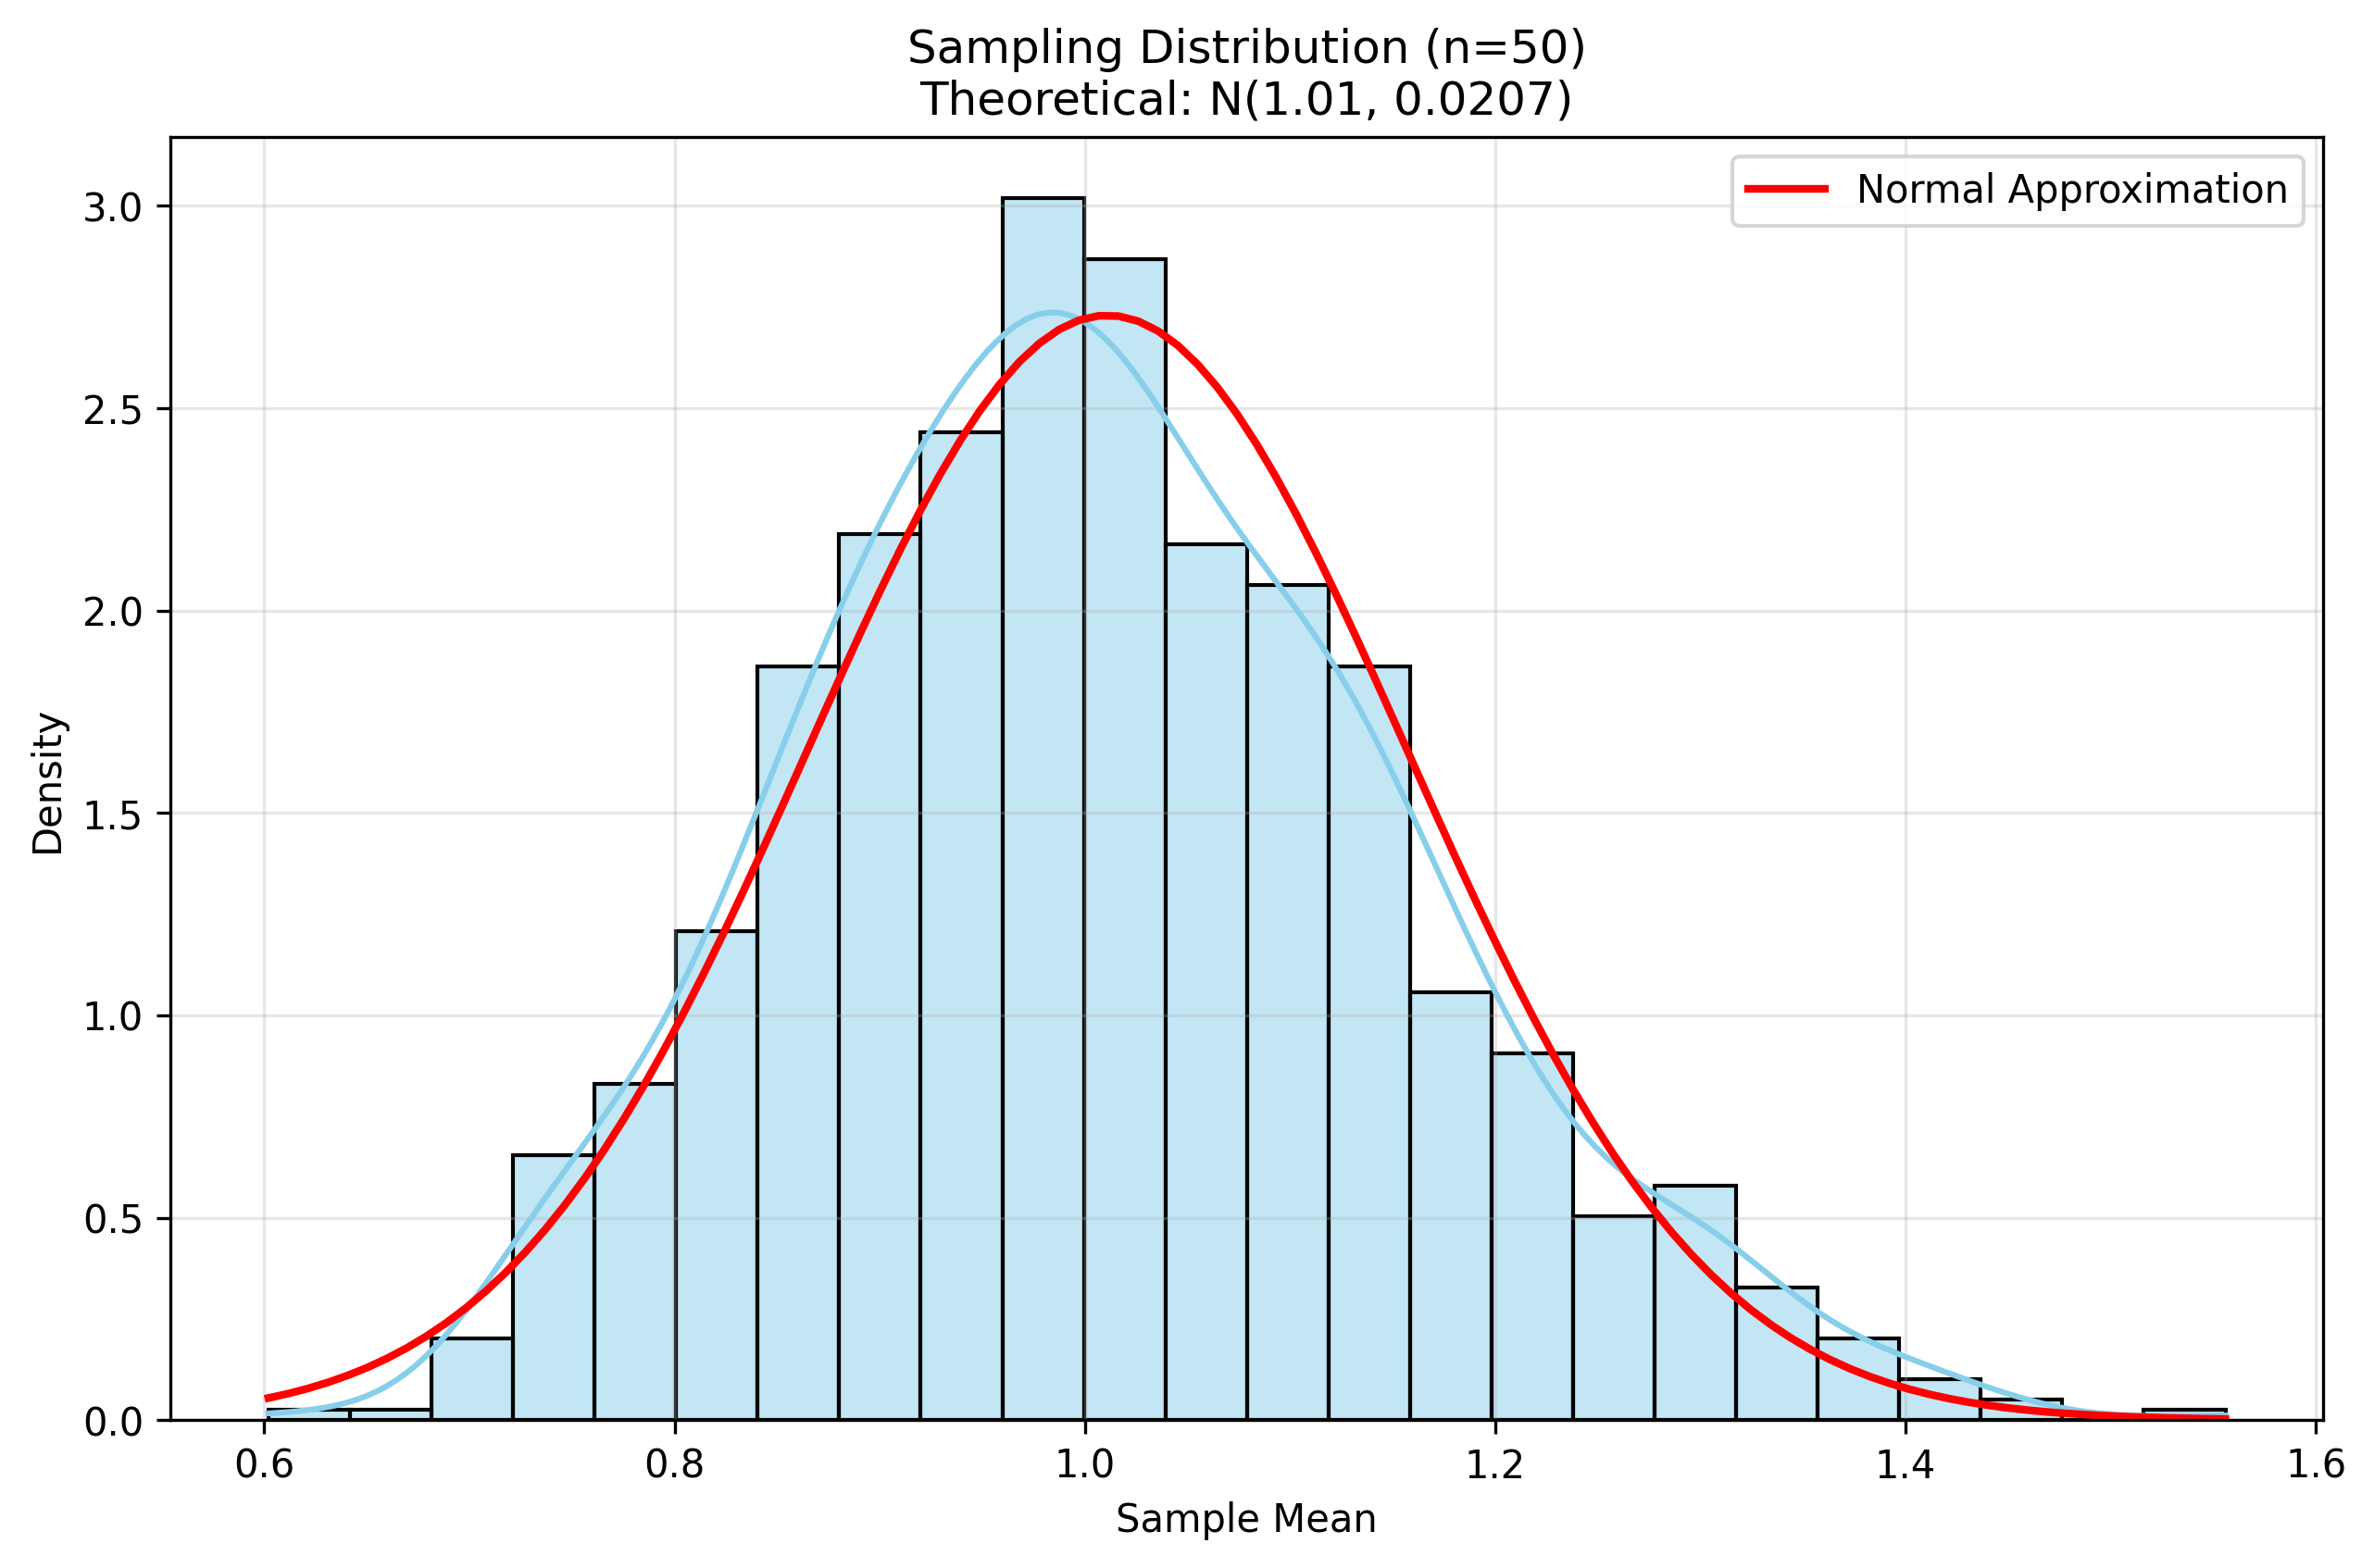 Sampling Distribution (n=50)
Theoretical: N(1.01, 0.0207)
Normal Approximation
Density
3.0
2.5
2.0
1.5
1.0
0.5
0.0
0.6
0.8
1.0
1.2
1.4
1.6
Sample Mean